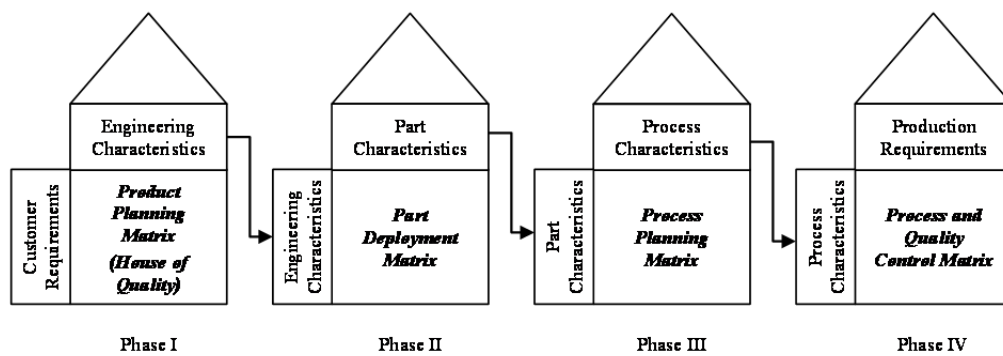 Engineering
Characteristics
Customer
Requirements
Product
Planning
Matrix
(House of
Quality)
Phase I
Part
Characteristics
Engineering
Characteristics
Part
Deployment
Matrix
Phase II
Process
Characteristics
Part
Characteristics
Process
Planning
Matrix
Phase III
Production
Requirements
Process
Characteristics
Process and
Quality
Control Matrix
Phase IV